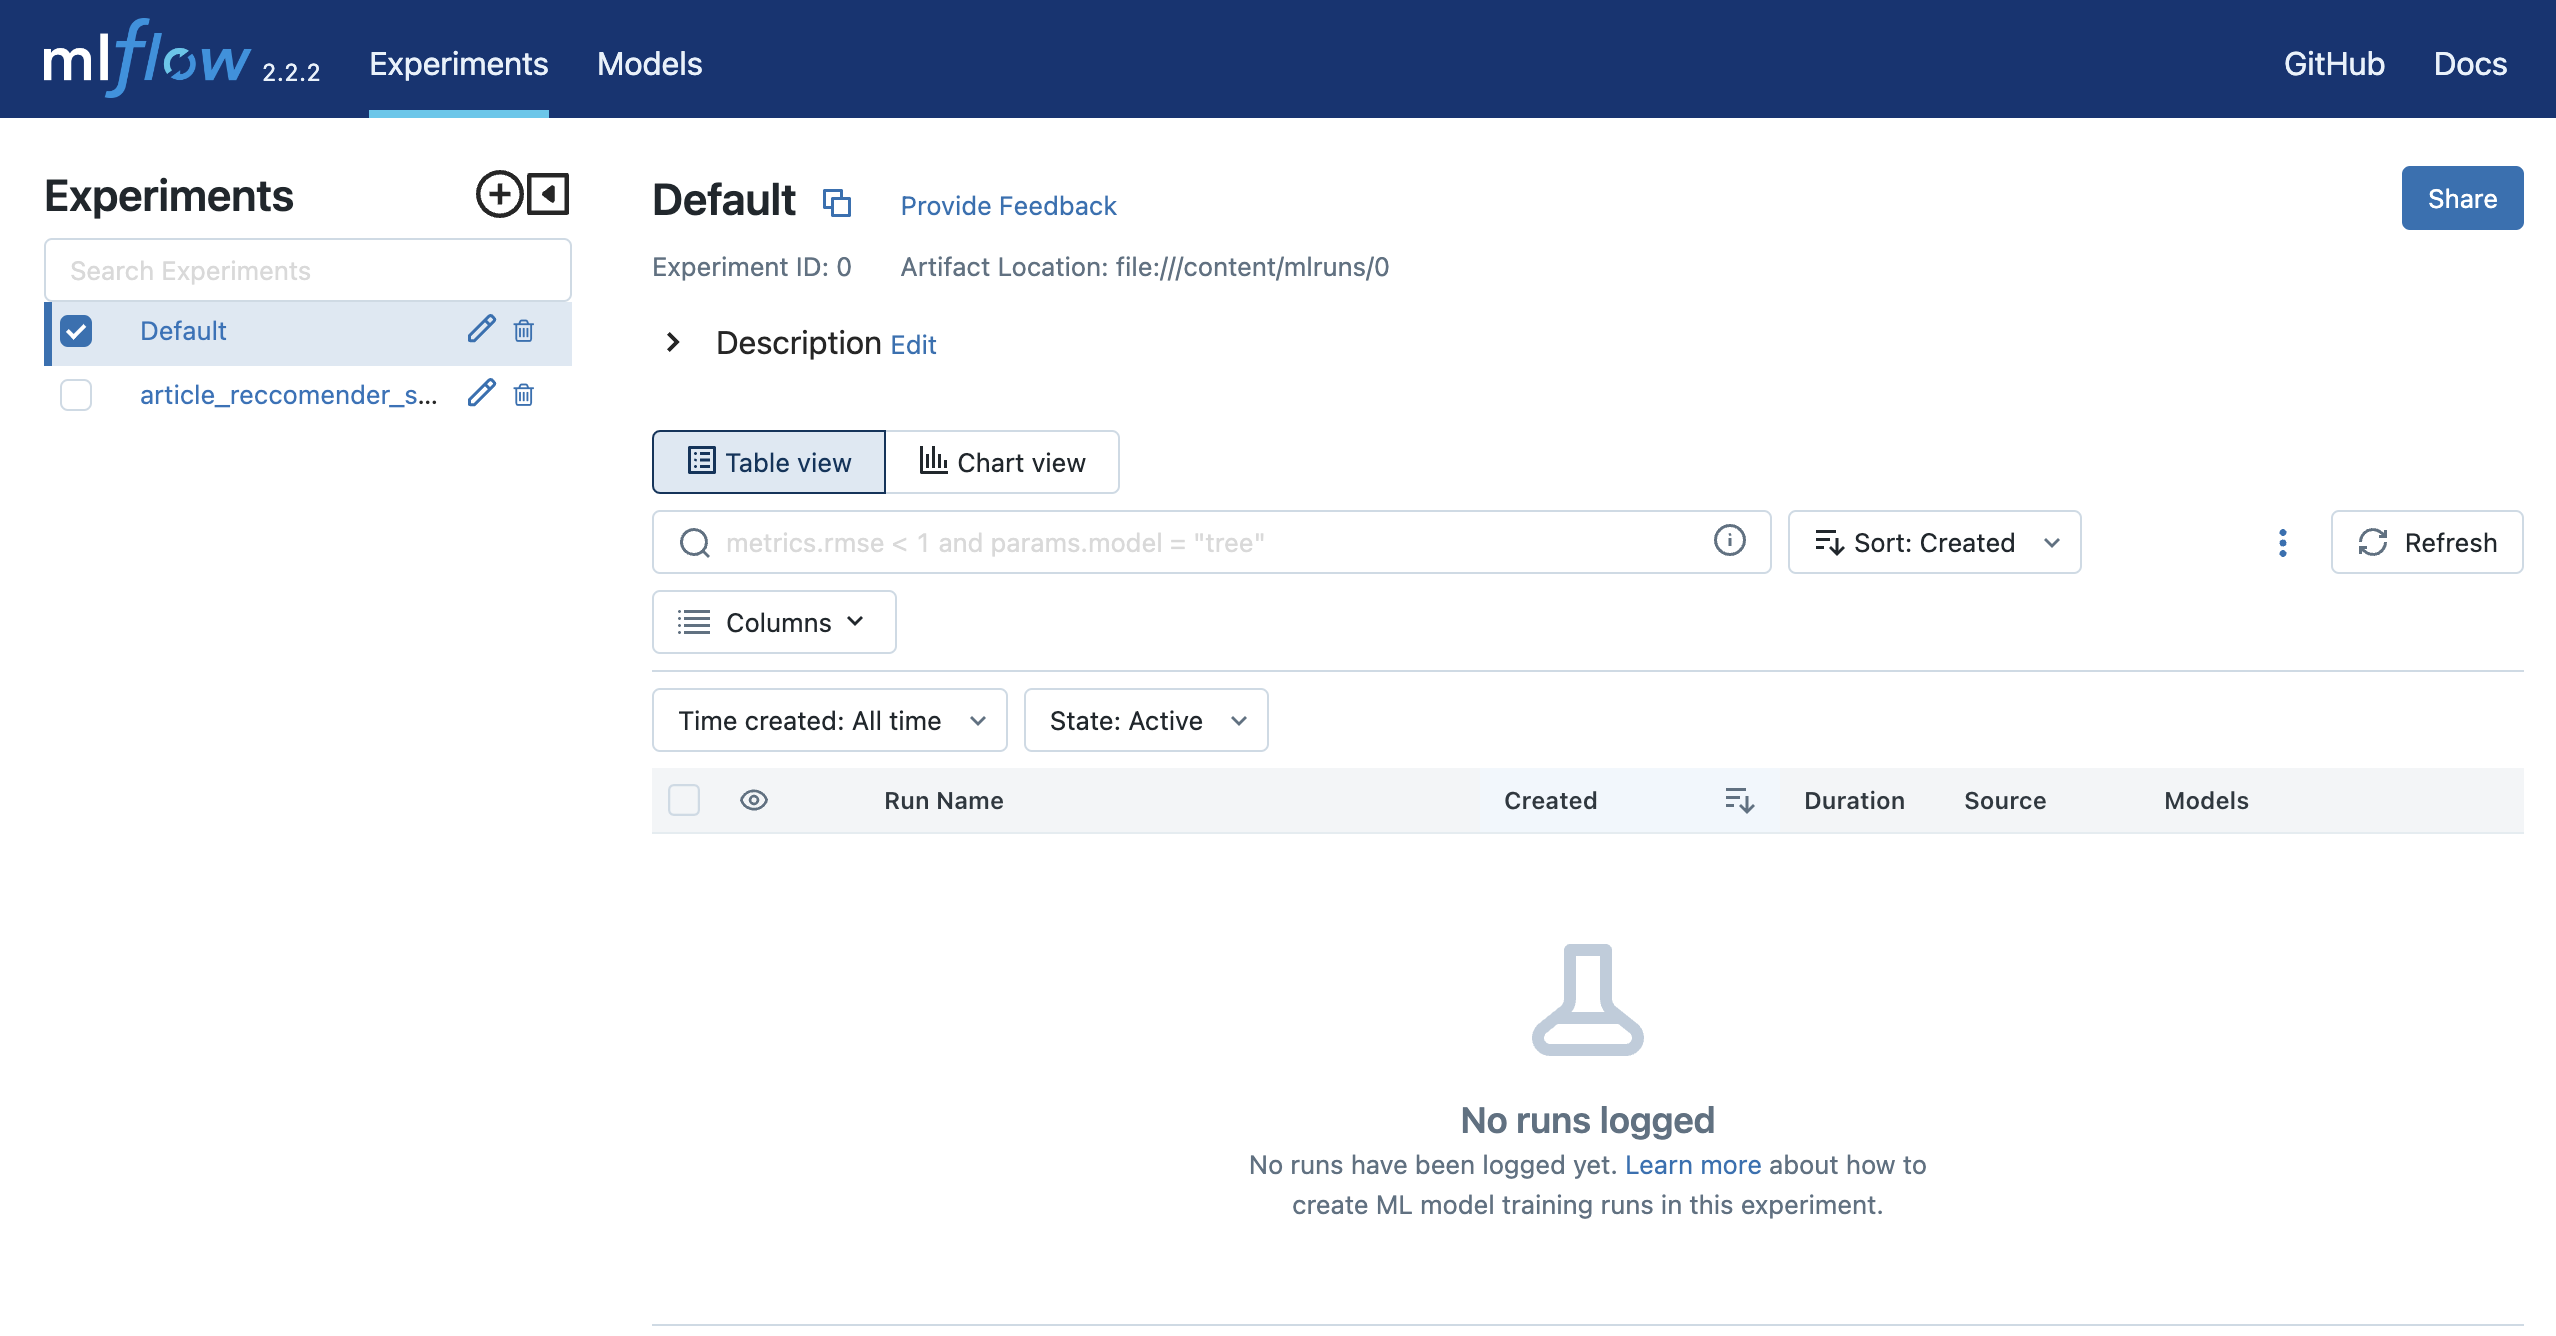 mlflow 2.2.2 Experiments Models GitHub Docs
Experiments
Search Experiments
Default
article_reccomender_s...
Default Provide Feedback Share
Experiment ID: 0 Artifact Location: file:///content/mlruns/0
Description Edit
Table view Chart view
metrics.rmse < 1 and params.model = "tree" Sort: Created Refresh
Columns
Time created: All time State: Active
Run Name Created Duration Source Models
No runs logged
No runs have been logged yet. Learn more about how to
create ML model training runs in this experiment.